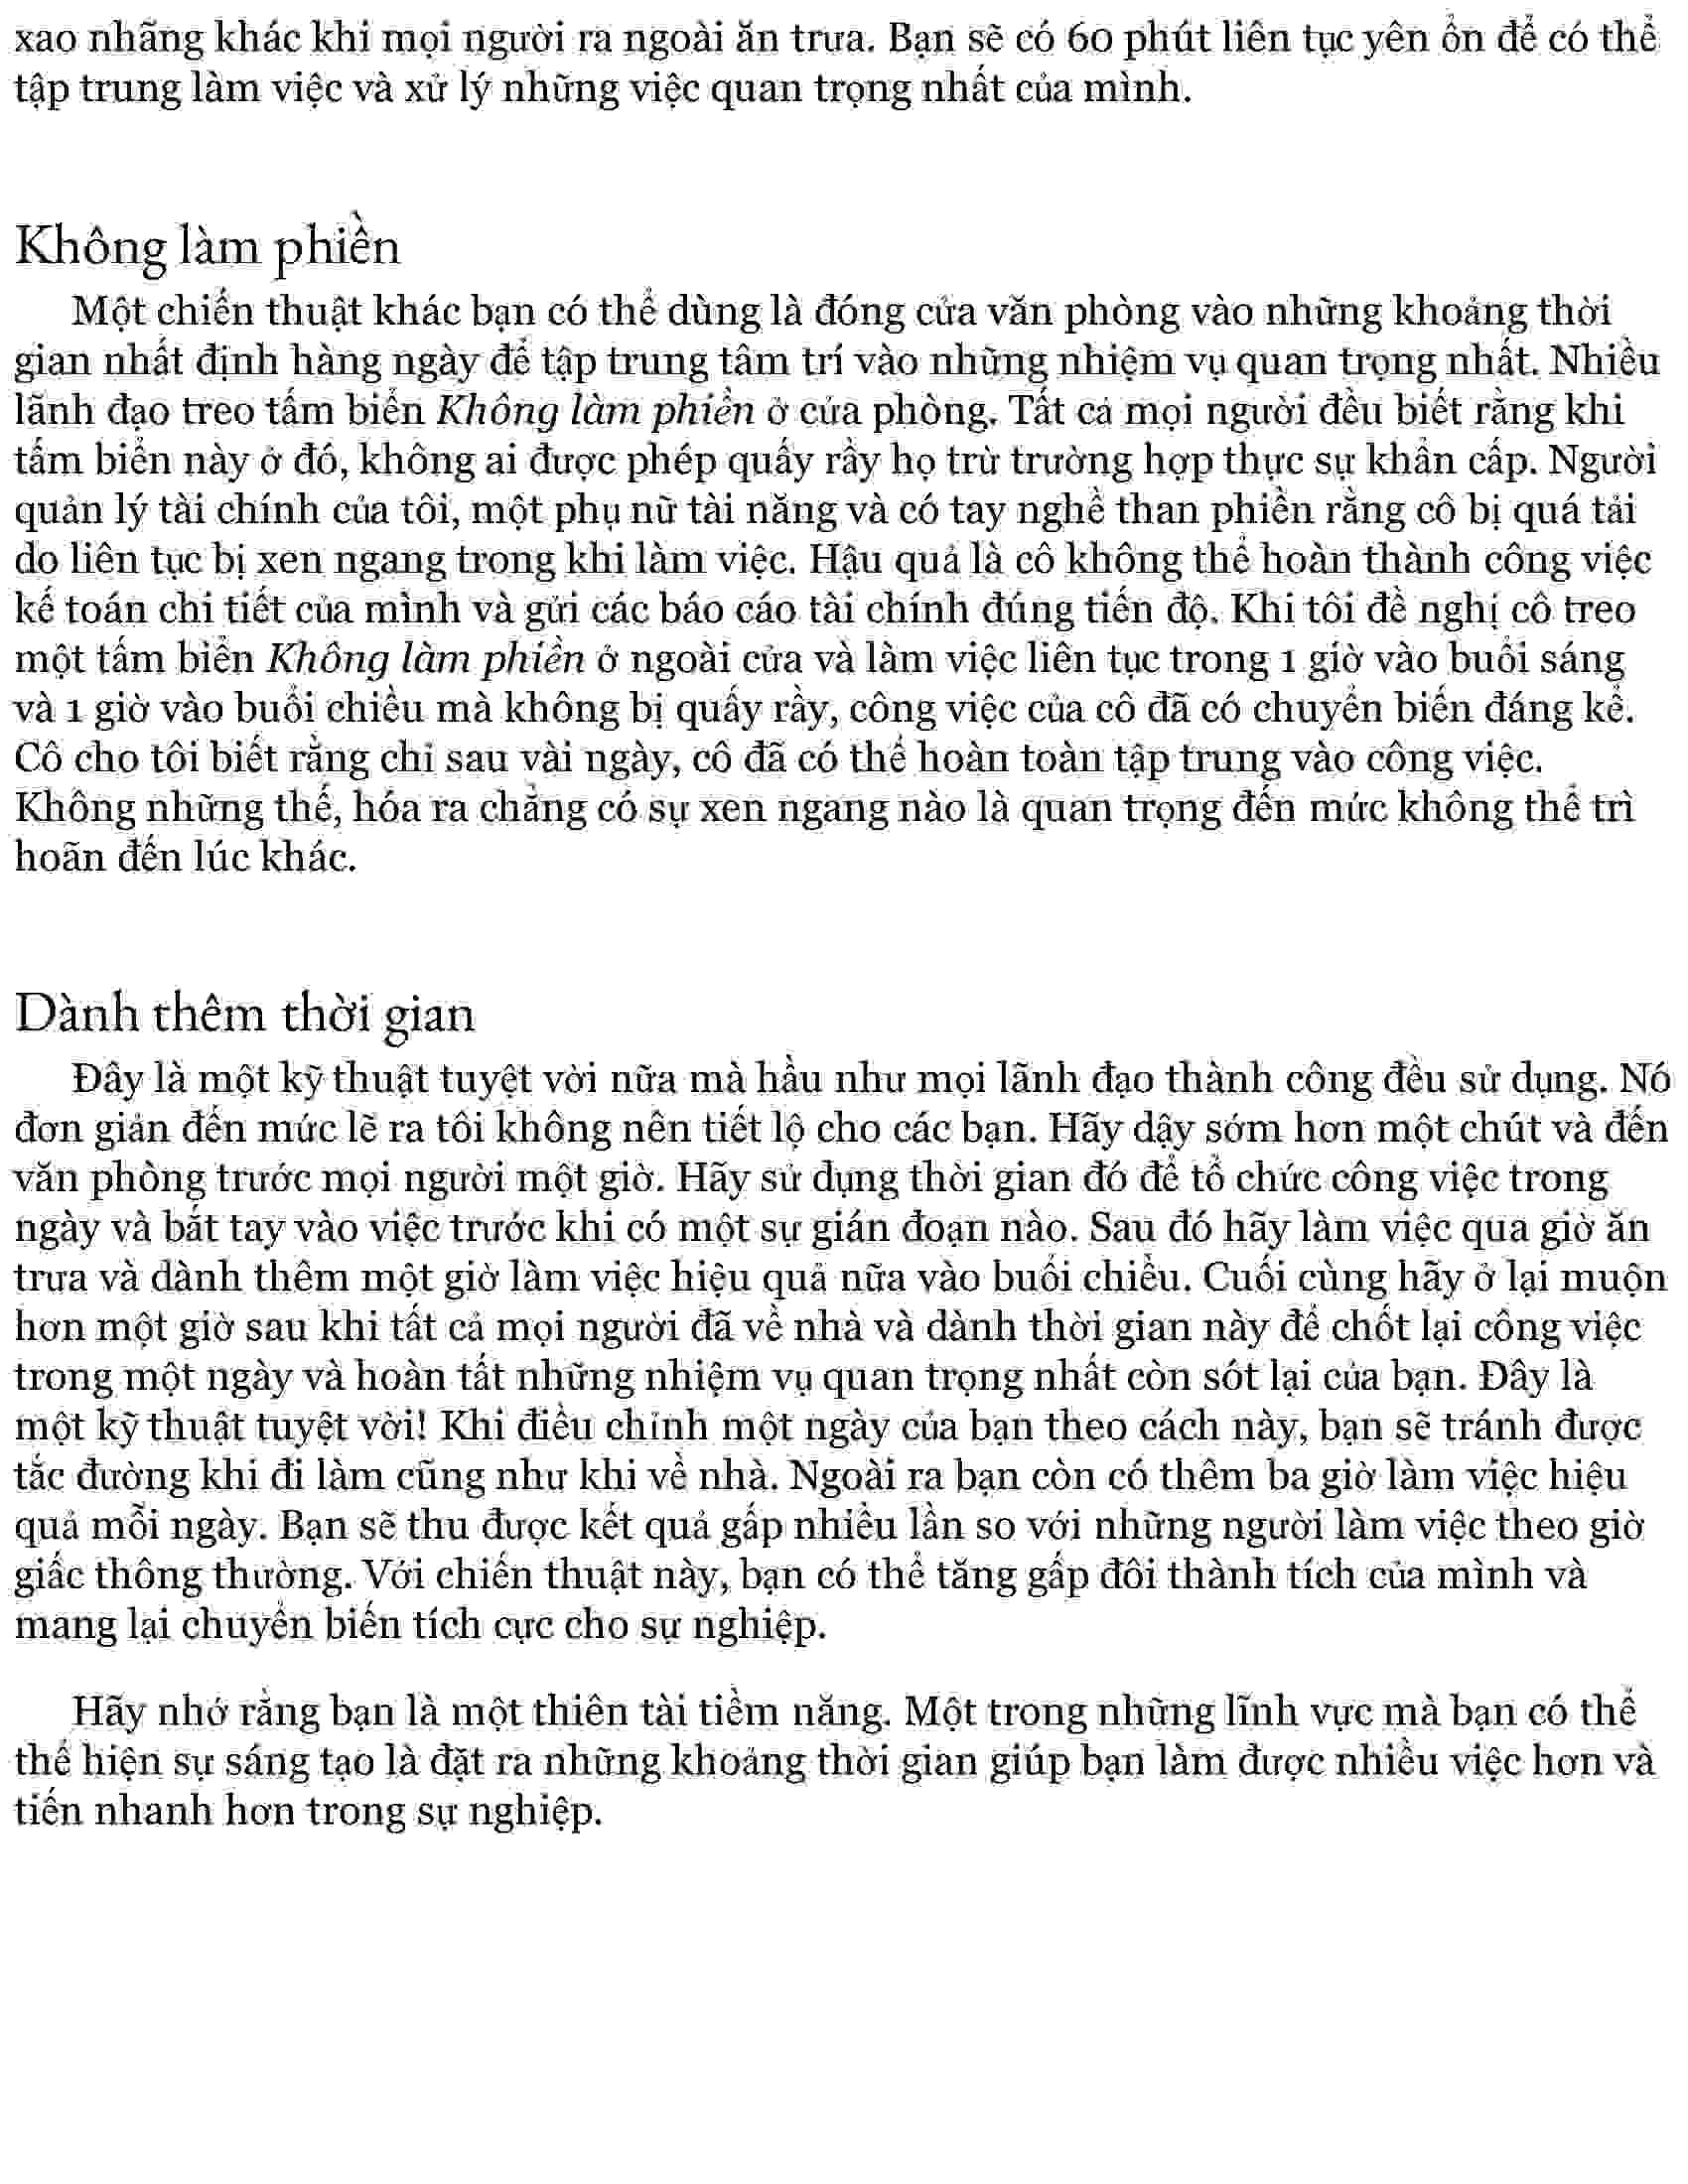 xao nhãng khác khi mọi người ra ngoài ăn trưa. Bạn sẽ có 60 phút liên tục yên ổn để có thể
tập trung làm việc và xử lý những việc quan trọng nhất của mình.
Không làm phiền
Một chiến thuật khác bạn có thể dùng là đóng cửa văn phòng vào những khoảng thời
gian nhất định hàng ngày để tập trung tâm trí vào những nhiệm vụ quan trọng nhất. Nhiều
lãnh đạo treo tấm biển Không làm phiền ở cửa phòng. Tất cả mọi người đều biết rằng khi
tấm biển này ở đó, không ai được phép quấy rầy họ trừ trường hợp thực sự khẩn cấp. Người
quản lý tài chính của tôi, một phụ nữ tài năng và có tay nghề than phiền rằng cô bị quá tải
do liên tục bị xen ngang trong khi làm việc. Hậu quả là cô không thể hoàn thành công việc
kế toán chi tiết của mình và gửi các báo cáo tài chính đúng tiến độ. Khi tôi đề nghị cô treo
một tấm biển Không làm phiền ở ngoài cửa và làm việc liên tục trong 1 giờ vào buổi sáng
và 1 giờ vào buổi chiều mà không bị quấy rầy, công việc của cô đã có chuyển biến đáng kể.
Cô cho tôi biết rằng chỉ sau vài ngày, cô đã có thể hoàn toàn tập trung vào công việc.
Không những thế, hóa ra chẳng có sự xen ngang nào là quan trọng đến mức không thể trì
hoãn đến lúc khác.
Dành thêm thời gian
Đây là một kỹ thuật tuyệt vời nữa mà hầu như mọi lãnh đạo thành công đều sử dụng. Nó
đơn giản đến mức lẽ ra tôi không nên tiết lộ cho các bạn. Hãy dậy sớm hơn một chút và đến
văn phòng trước mọi người một giờ. Hãy sử dụng thời gian đó để tổ chức công việc trong
ngày và bắt tay vào việc trước khi có một sự gián đoạn nào. Sau đó hãy làm việc qua giờ ăn
trưa và dành thêm một giờ làm việc hiệu quả nữa vào buổi chiều. Cuối cùng hãy ở lại muộn
hơn một giờ sau khi tất cả mọi người đã về nhà và dành thời gian này để chốt lại công việc
trong một ngày và hoàn tất những nhiệm vụ quan trọng nhất còn sót lại của bạn. Đây là
một kỹ thuật tuyệt vời! Khi điều chỉnh một ngày của bạn theo cách này, bạn sẽ tránh được
tắc đường khi đi làm cũng như khi về nhà. Ngoài ra bạn còn có thêm ba giờ làm việc hiệu
quả mỗi ngày. Bạn sẽ thu được kết quả gấp nhiều lần so với những người làm việc theo giờ
giấc thông thường. Với chiến thuật này, bạn có thể tăng gấp đôi thành tích của mình và
mang lại chuyển biến tích cực cho sự nghiệp.
Hãy nhớ rằng bạn là một thiên tài tiềm năng. Một trong những lĩnh vực mà bạn có thể
thể hiện sự sáng tạo là đặt ra những khoảng thời gian giúp bạn làm được nhiều việc hơn và
tiến nhanh hơn trong sự nghiệp.